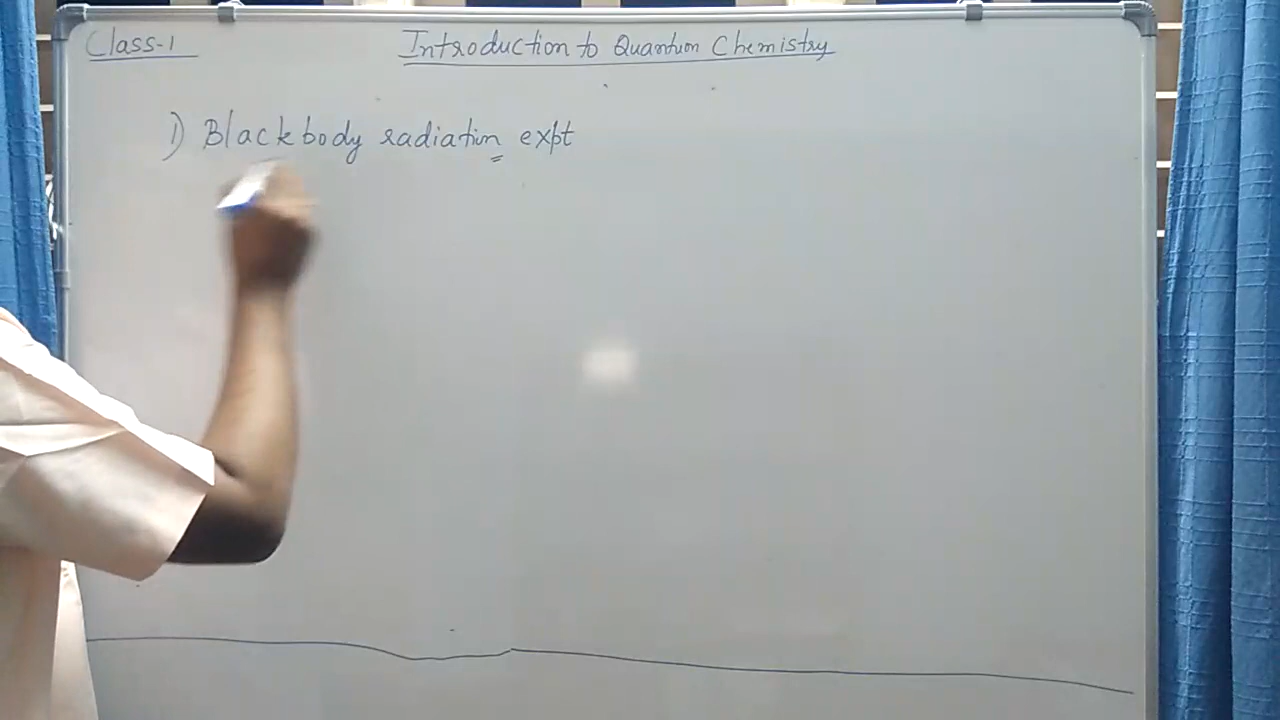 Class-1
Introduction to Quantum Chemistry
1) Blackbody radiation expt